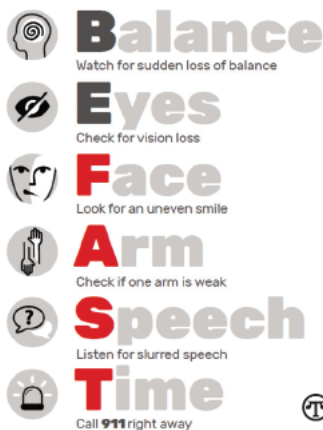 Balance
Watch for sudden loss of balance
Eyes
Check for vision loss
Face
Look for an uneven smile
Arm
Check if one arm is weak
?
Speech
Listen for slurred speech
Time
Call 911 right away
T